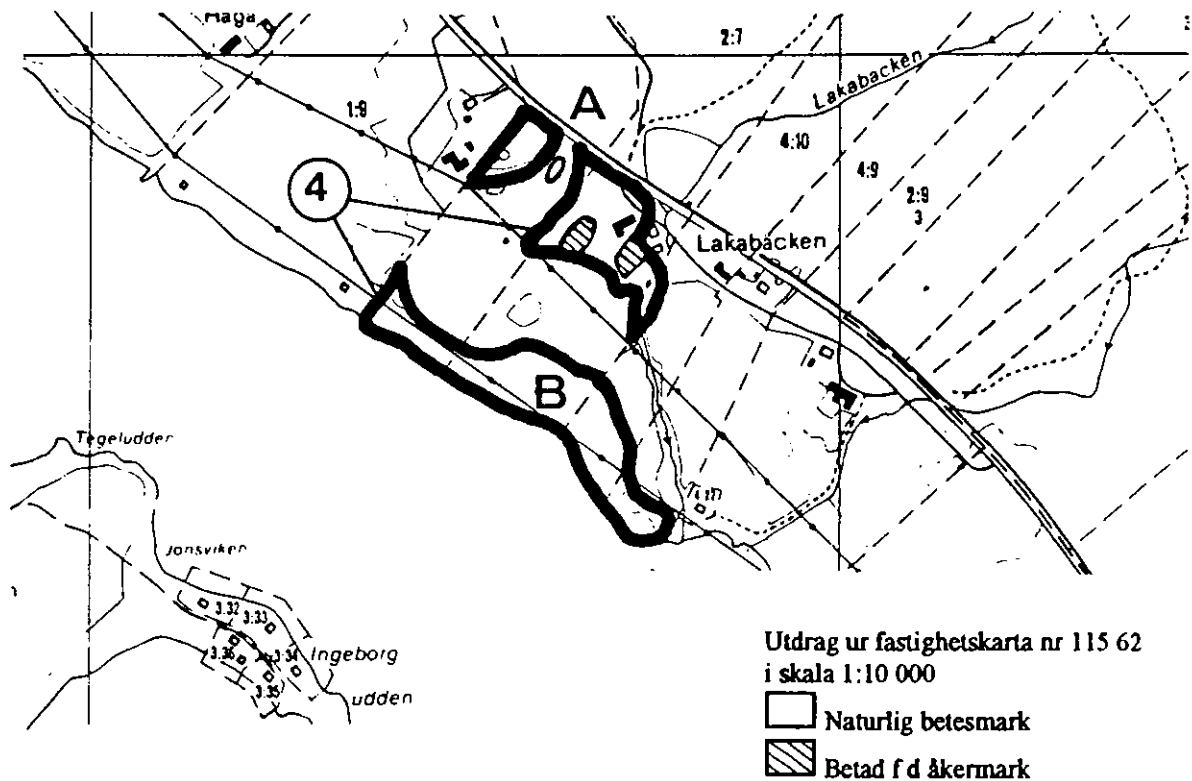 Haga
2:7
Lakabäcken
A
1:9
4:10
4:9
2:9
3
4
Lakabäcken
B
Tegeludden
Jonsviken
3:32
3:33
3:36
3:34
Ingeborg
3:35
udden
Utdrag ur fastighetskarta nr 115 62
i skala 1:10 000
Naturlig betesmark
Betad f d åkermark